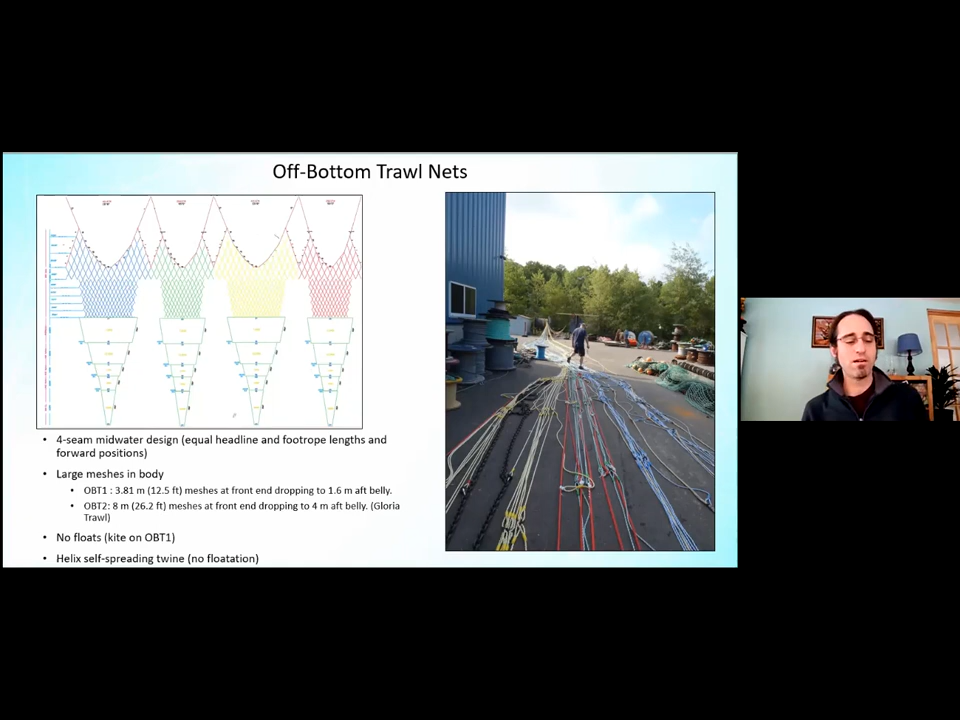 Off-Bottom Trawl Nets
• 4-seam midwater design (equal headline and footrope lengths and
forward positions)
• Large meshes in body
• OBT1 : 3.81 m (12.5 ft) meshes at front end dropping to 1.6 m aft belly.
• OBT2: 8 m (26.2 ft) meshes at front end dropping to 4 m aft belly. (Gloria
Trawl)
• No floats (kite on OBT1)
• Helix self-spreading twine (no floatation)